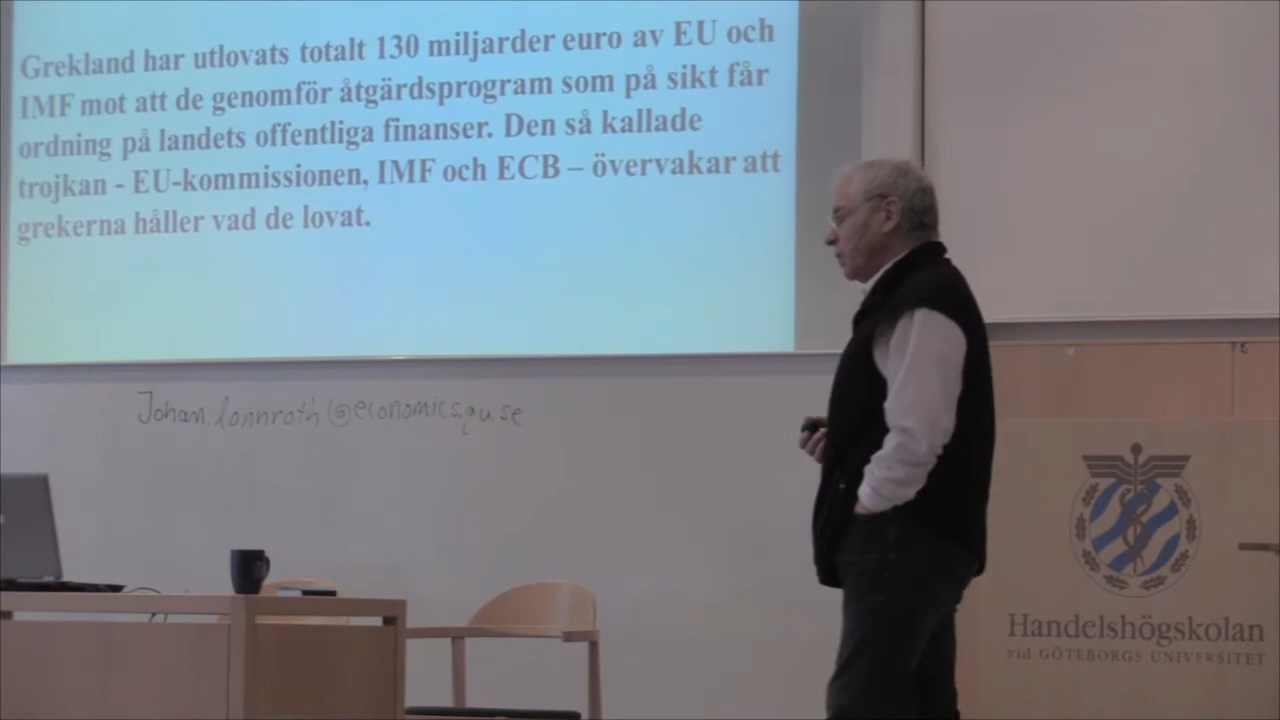 Grekland har utlovats totalt 130 miljarder euro av EU och
IMF mot att de genomför åtgärdsprogram som på sikt får
ordning på landets offentliga finanser. Den så kallade
trojkan - EU-kommissionen, IMF och ECB – övervakar att
grekerna håller vad de lovat.
Johan.lonnroth@economics.gu.se
Handelshögskolan
vid GÖTEBORGS UNIVERSITET